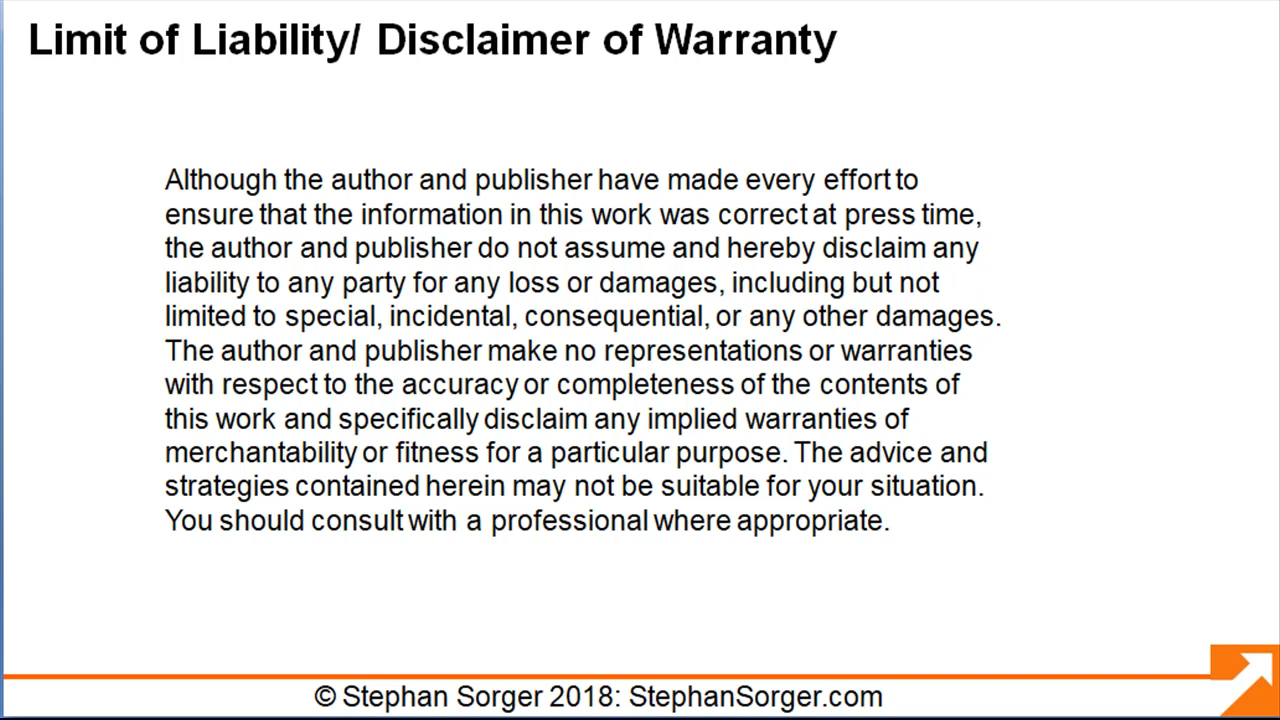 Limit of Liability/ Disclaimer of Warranty
Although the author and publisher have made every effort to
ensure that the information in this work was correct at press time,
the author and publisher do not assume and hereby disclaim any
liability to any party for any loss or damages, including but not
limited to special, incidental, consequential, or any other damages.
The author and publisher make no representations or warranties
with respect to the accuracy or completeness of the contents of
this work and specifically disclaim any implied warranties of
merchantability or fitness for a particular purpose. The advice and
strategies contained herein may not be suitable for your situation.
You should consult with a professional where appropriate.
© Stephan Sorger 2018: StephanSorger.com